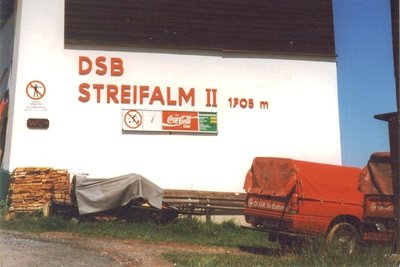 DSB
STREIFALM II 1705 m
Coca-Cola